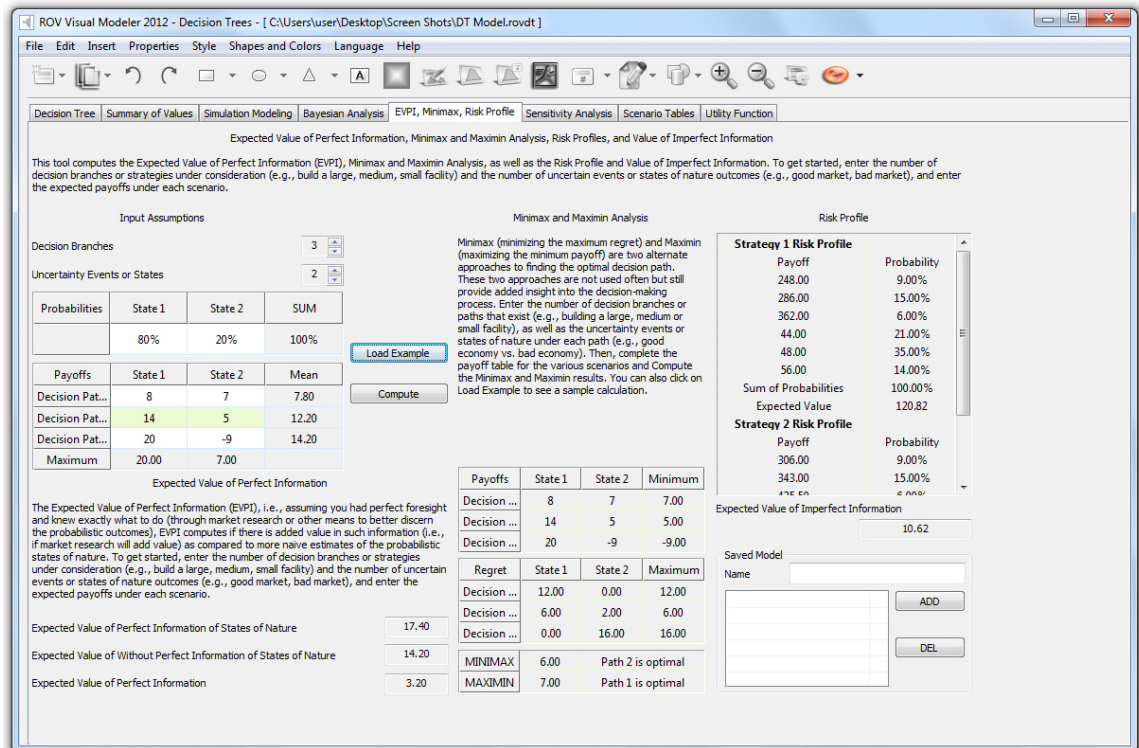 ROV Visual Modeler 2012 - Decision Trees - [ C:\Users\user\Desktop\Screen Shots\DT Model.rovdt ]
File Edit Insert Properties Style Shapes and Colors Language Help
A
#
Decision Tree Summary of Values Simulation Modeling Bayesian Analysis EVPI, Minimax, Risk Profile Sensitivity Analysis Scenario Tables Utility Function
Expected Value of Perfect Information, Minimax and Maximin Analysis, Risk Profiles, and Value of Imperfect Information
This tool computes the Expected Value of Perfect Information (EVPI), Minimax and Maximin Analysis, as well as the Risk Profile and Value of Imperfect Information. To get started, enter the number of
decision branches or strategies under consideration (e.g., build a large, medium, small facility) and the number of uncertain events or states of nature outcomes (e.g., good market, bad market), and enter
the expected payoffs under each scenario.
Input Assumptions
Decision Branches 3
Uncertainty Events or States 2
Probabilities State 1 State 2 SUM
80% 20% 100%
Load Example
Compute
Payoffs State 1 State 2 Mean
Decision Pat... 8 7 7.80
Decision Pat... 14 5 12.20
Decision Pat... 20 -9 14.20
Maximum 20.00 7.00
Expected Value of Perfect Information
The Expected Value of Perfect Information (EVPI), i.e., assuming you had perfect foresight
and knew exactly what to do (through market research or other means to better discern
the probabilistic outcomes), EVPI computes if there is added value in such information (i.e.,
if market research will add value) as compared to more naive estimates of the probabilistic
states of nature. To get started, enter the number of decision branches or strategies
under consideration (e.g., build a large, medium, small facility) and the number of uncertain
events or states of nature outcomes (e.g., good market, bad market), and enter the
expected payoffs under each scenario.
Expected Value of Perfect Information of States of Nature 17.40
Expected Value of Without Perfect Information of States of Nature 14.20
Expected Value of Perfect Information 3.20
Minimax and Maximin Analysis
Minimax (minimizing the maximum regret) and Maximin
(maximizing the minimum payoff) are two alternate
approaches to finding the optimal decision path.
These two approaches are not used often but still
provide added insight into the decision-making
process. Enter the number of decision branches or
paths that exist (e.g., building a large, medium or
small facility), as well as the uncertainty events or
states of nature under each path (e.g., good
economy vs. bad economy). Then, complete the
payoff table for the various scenarios and Compute
the Minimax and Maximin results. You can also click on
Load Example to see a sample calculation.
Payoffs State 1 State 2 Minimum
Decision ... 8 7 7.00
Decision ... 14 5 5.00
Decision ... 20 -9 -9.00
Regret State 1 State 2 Maximum
Decision ... 12.00 0.00 12.00
Decision ... 6.00 2.00 6.00
Decision ... 0.00 16.00 16.00
MINIMAX 6.00 Path 2 is optimal
MAXIMIN 7.00 Path 1 is optimal
Risk Profile
Strategy 1 Risk Profile
Payoff Probability
248.00 9.00%
286.00 15.00%
362.00 6.00%
44.00 21.00%
48.00 35.00%
56.00 14.00%
Sum of Probabilities 100.00%
Expected Value 120.82
Strategy 2 Risk Profile
Payoff Probability
306.00 9.00%
343.00 15.00%
Expected Value of Imperfect Information
10.62
Saved Model
Name
ADD
DEL